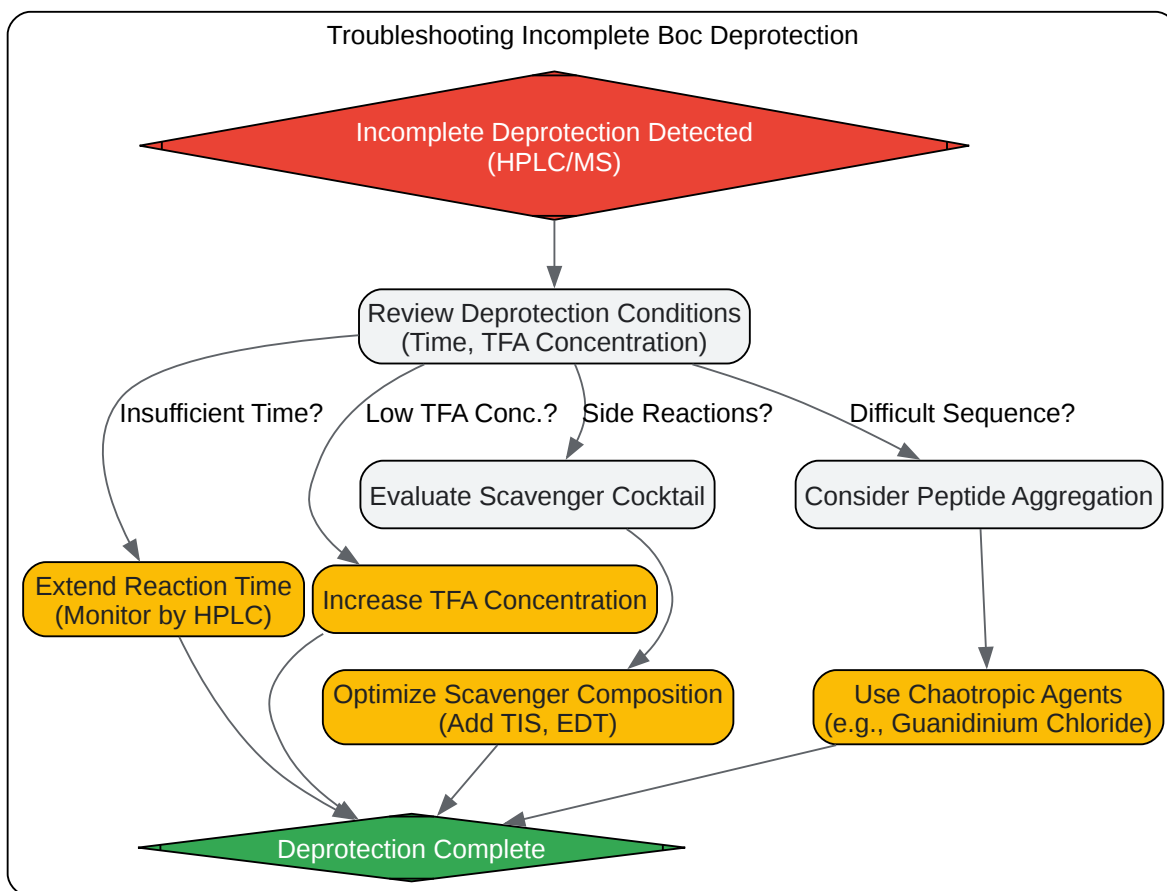 Troubleshooting Incomplete Boc Deprotection
Incomplete Deprotection Detected
(HPLC/MS)
Review Deprotection Conditions
(Time, TFA Concentration)
Insufficient Time?
Low TFA Conc.?
Side Reactions?
Difficult Sequence?
Evaluate Scavenger Cocktail
Consider Peptide Aggregation
Extend Reaction Time
(Monitor by HPLC)
Increase TFA Concentration
Optimize Scavenger Composition
(Add TIS, EDT)
Use Chaotropic Agents
(e.g., Guanidinium Chloride)
Deprotection Complete